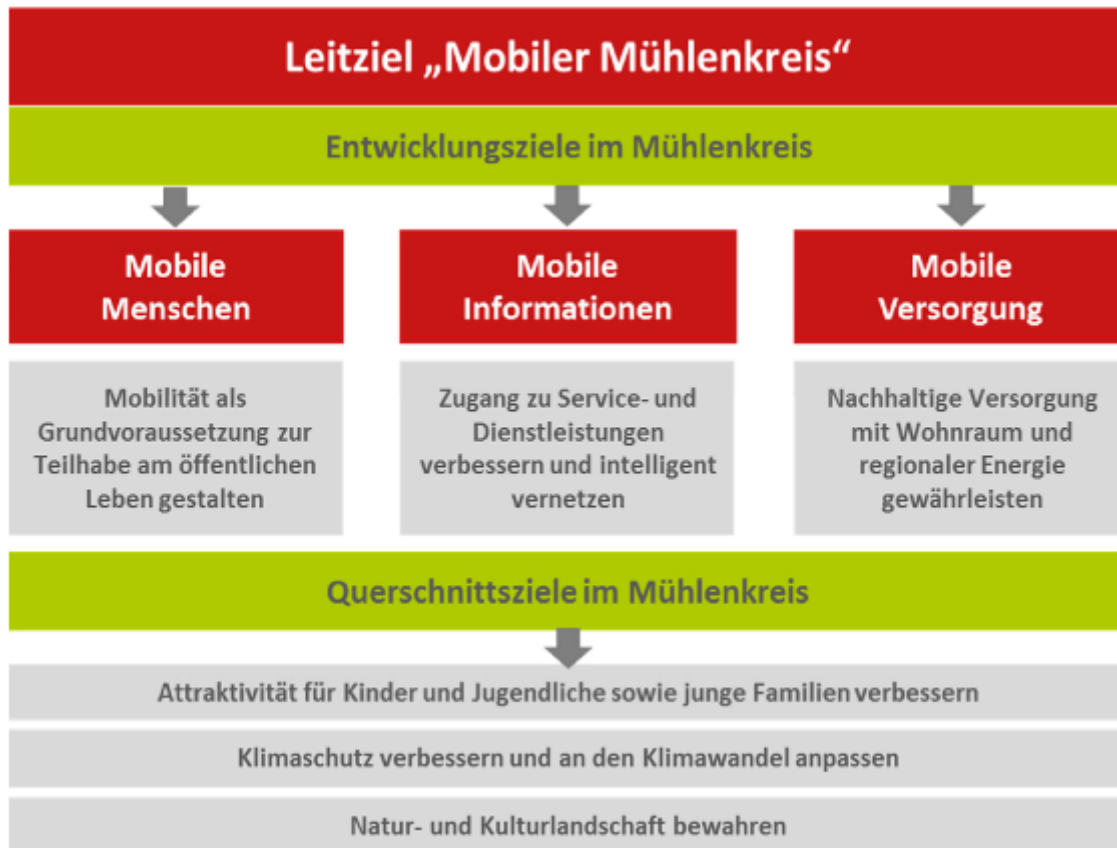 Leitziel „Mobiler Mühlenkreis“
Entwicklungsziele im Mühlenkreis
Mobile
Menschen
Mobilität als
Grundvoraussetzung zur
Teilhabe am öffentlichen
Leben gestalten
Mobile
Informationen
Zugang zu Service- und
Dienstleistungen
verbessern und intelligent
vernetzen
Mobile
Versorgung
Nachhaltige Versorgung
mit Wohnraum und
regionaler Energie
gewährleisten
Querschnittsziele im Mühlenkreis
Attraktivität für Kinder und Jugendliche sowie junge Familien verbessern
Klimaschutz verbessern und an den Klimawandel anpassen
Natur- und Kulturlandschaft bewahren